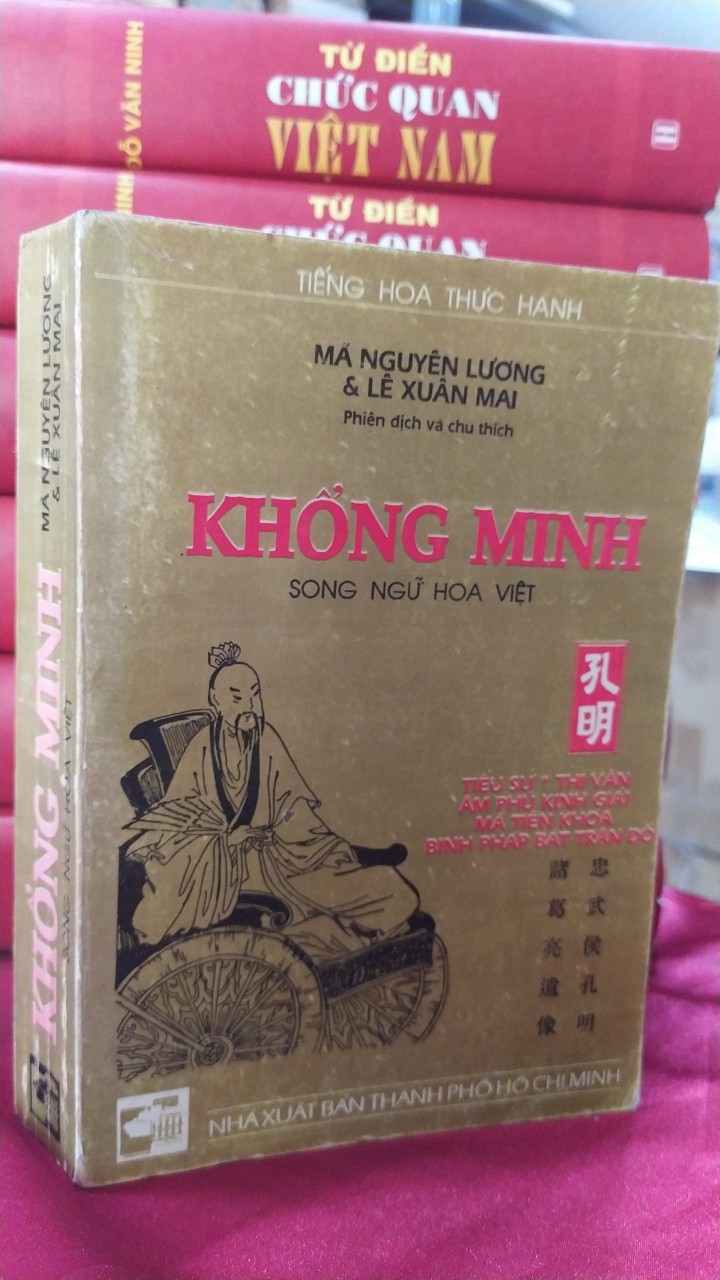 TỪ ĐIỂN
CHỨC QUAN
VIỆT NAM
ĐỖ VĂN NINH
II
TỪ ĐIỂN
CHỨC QUAN
NINH
TIẾNG HOA THỰC HÀNH
MÃ NGUYÊN LƯƠNG
& LÊ XUÂN MAI
Phiên dịch và chú thích
KHỔNG MINH
SONG NGỮ HOA VIỆT
孔明
TIỂU SỬ * THI VĂN
ÂM PHÙ KINH GIẢI
MÃ TIỀN KHÓA
BINH PHÁP BÁT TRẬN ĐỒ
忠武侯孔明
諸葛亮遺像
NHÀ XUẤT BẢN THÀNH PHỐ HỒ CHÍ MINH
MÃ NGUYÊN LƯƠNG
& LÊ XUÂN MAI
KHỔNG MINH
SONG NGỮ HOA VIỆT